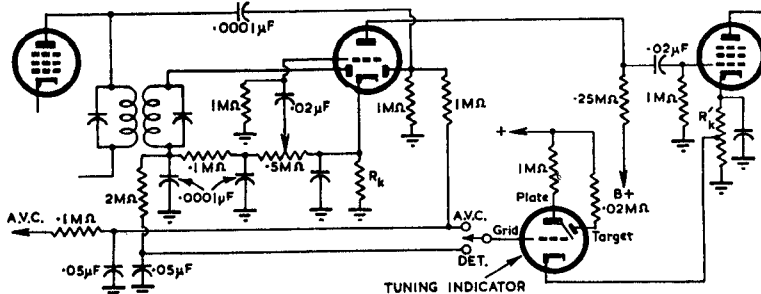 .0001µF
1MΩ
.02µF
1MΩ
1MΩ
.25MΩ
.02µF
1MΩ
R'k
.1MΩ
.5MΩ
Rk
2MΩ
.0001µF
+
1MΩ
B+
.02MΩ
Plate
A.V.C.
.1MΩ
A.V.C.
Grid
Target
DET.
.05µF
.05µF
TUNING INDICATOR